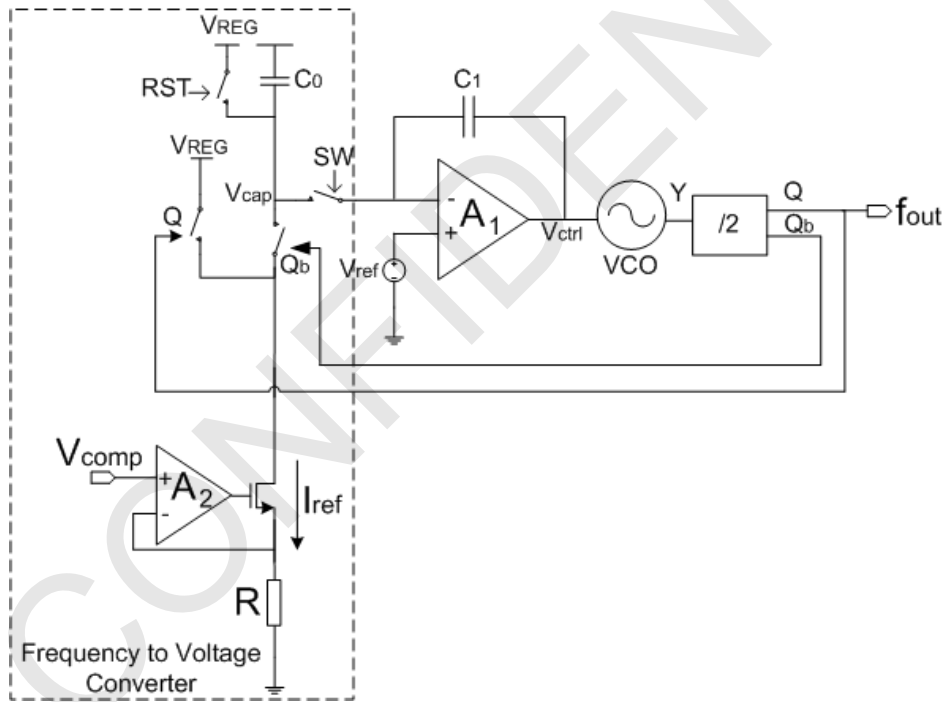 VREG
C0
RST
VREG
SW
C1
Vcap
Q
Qb
A1
Vref
Vctrl
VCO
Y
/2
Q
Qb
fout
Vcomp
A2
Iref
R
Frequency to Voltage
Converter
CONFIDEN